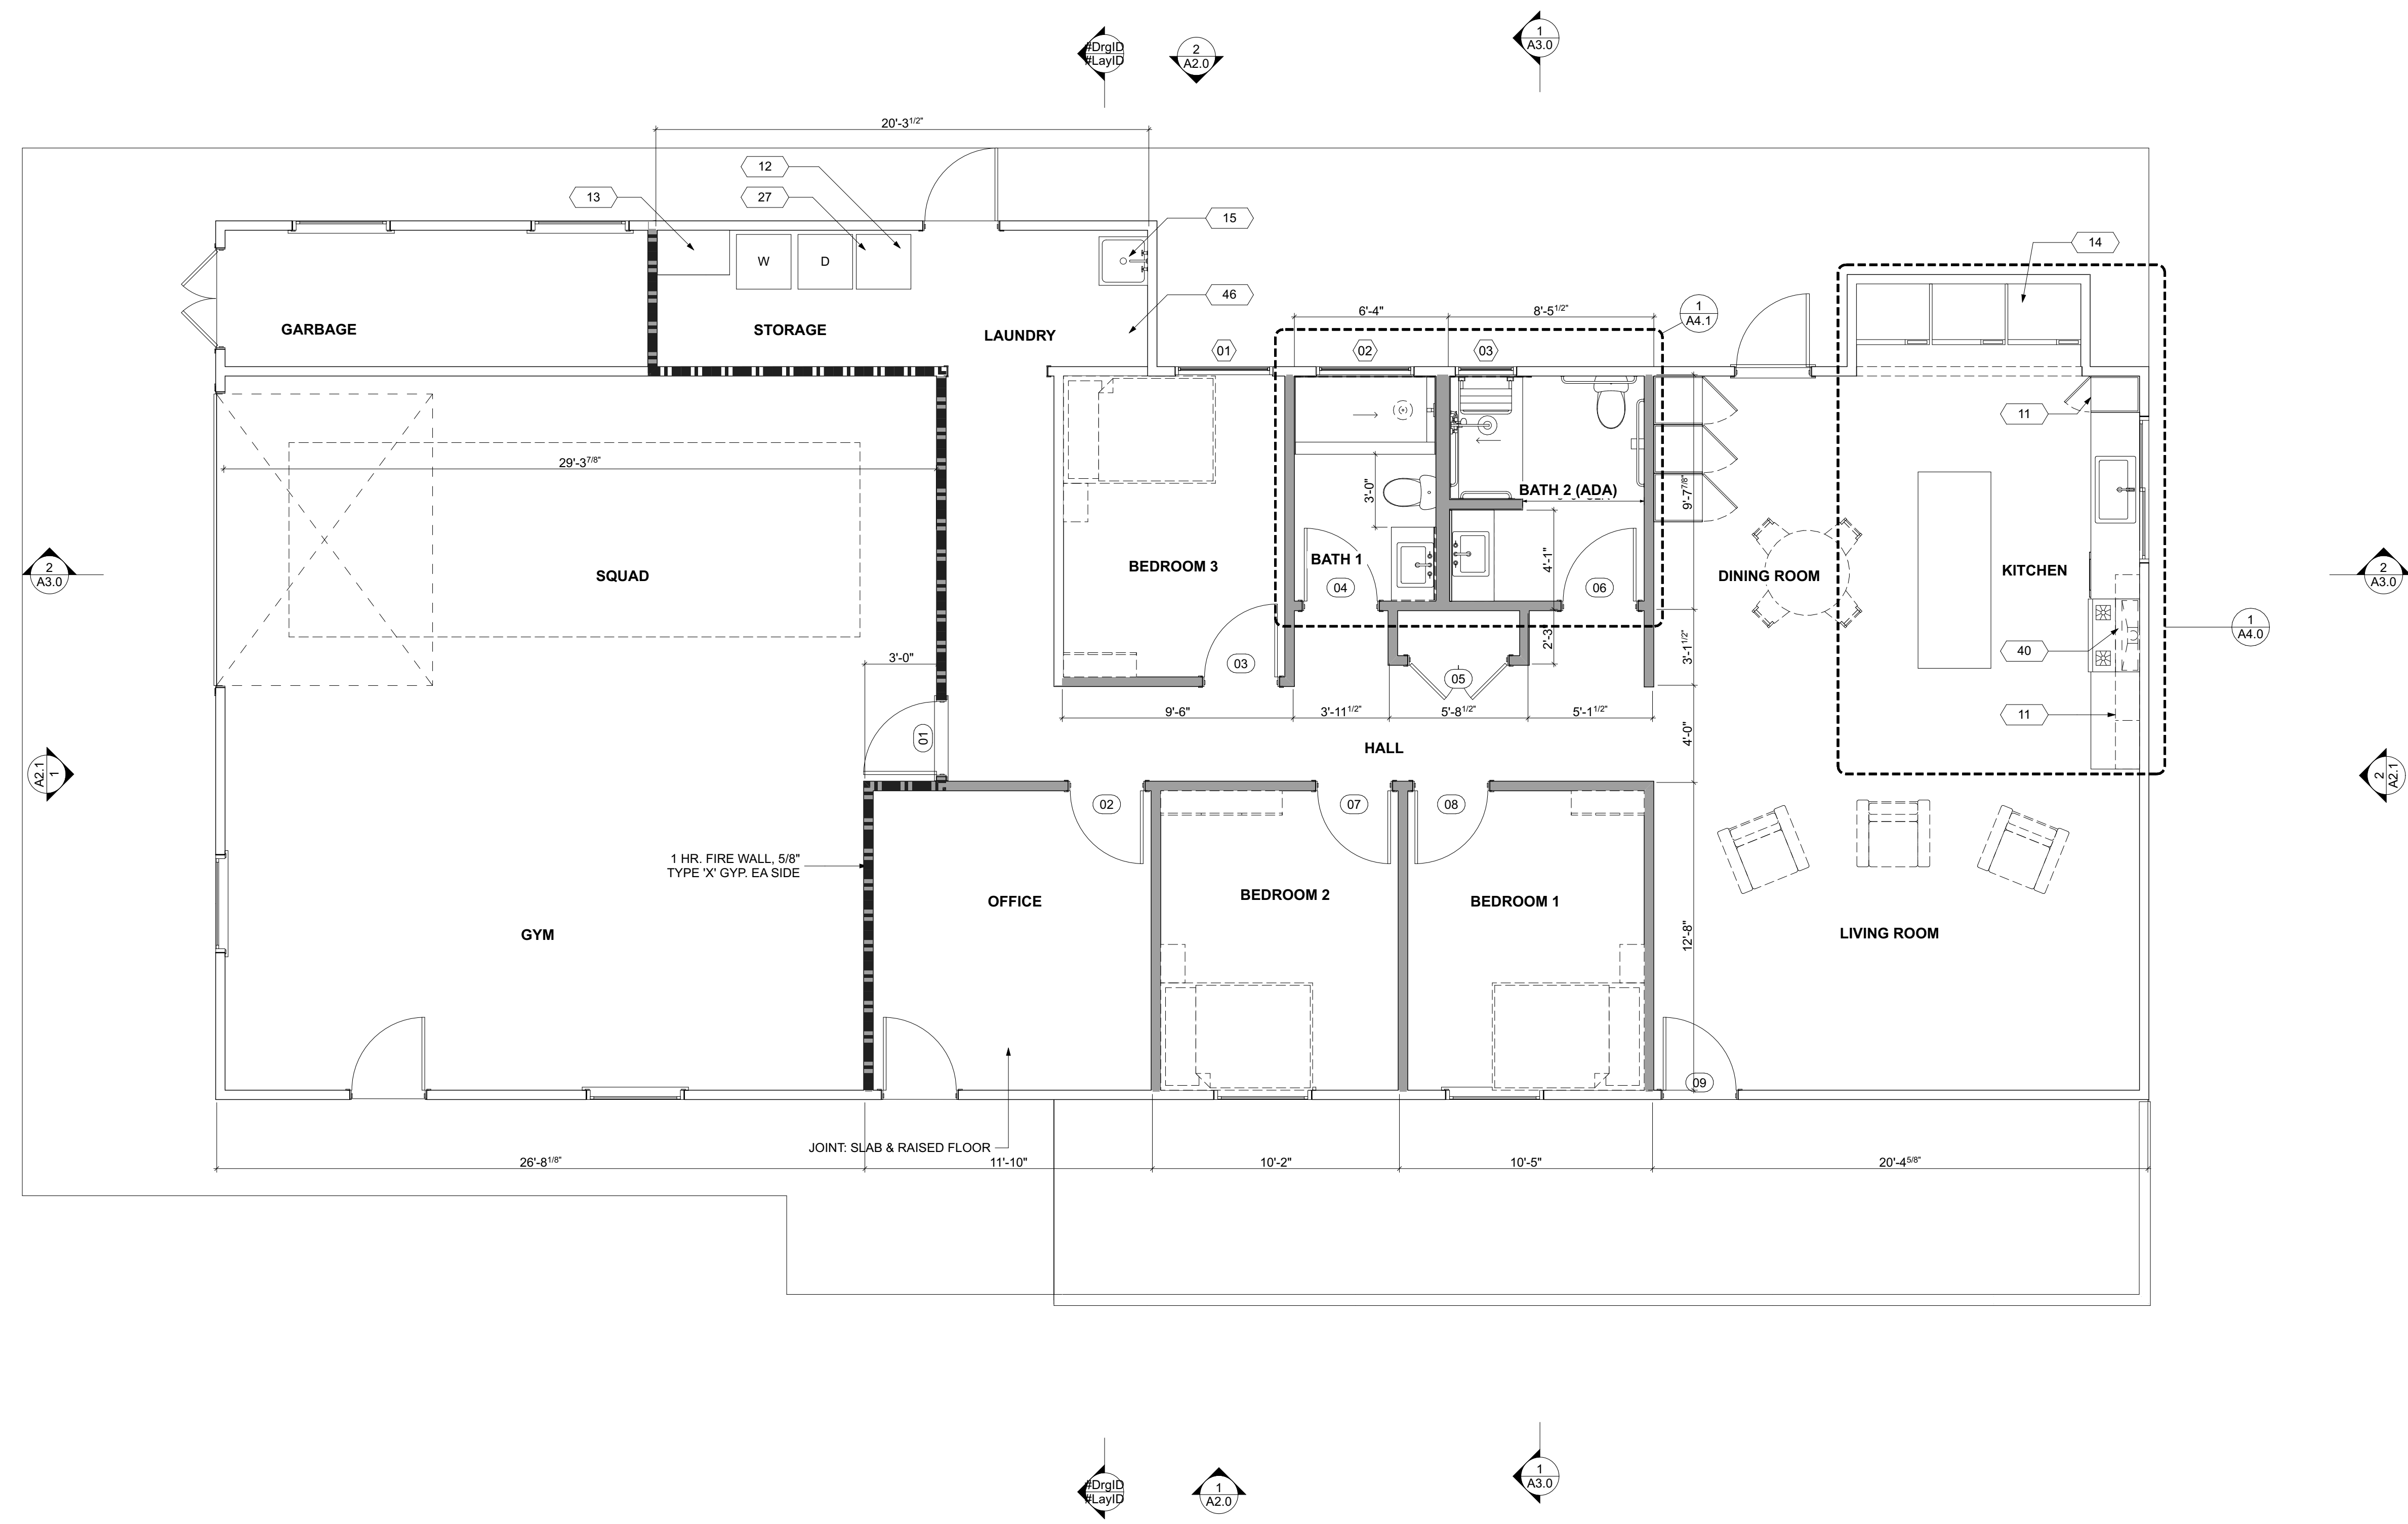 #DrgID
#LayID
2
A2.0
1
A3.0
20'-3 1/2"
12
13
27
15
14
46
W
D
GARBAGE
STORAGE
LAUNDRY
6'-4"
8'-5 1/2"
1
A4.1
01
02
03
11
29'-3 7/8"
3'-0"
BATH 2 (ADA)
9'-7 7/8"
2
A3.0
SQUAD
BEDROOM 3
BATH 1
04
4'-1"
06
DINING ROOM
KITCHEN
2
A3.0
1
A4.0
3'-0"
03
2'-3"
05
3'-1 1/2"
40
9'-6"
3'-11 1/2"
5'-8 1/2"
5'-1 1/2"
11
01
HALL
4'-0"
1
A2.1
2
A2.1
02
07
08
1 HR. FIRE WALL, 5/8"
TYPE 'X' GYP. EA SIDE
OFFICE
BEDROOM 2
BEDROOM 1
GYM
12'-8"
LIVING ROOM
09
JOINT: SLAB & RAISED FLOOR
26'-8 1/8"
11'-10"
10'-2"
10'-5"
20'-4 5/8"
#DrgID
#LayID
1
A2.0
1
A3.0